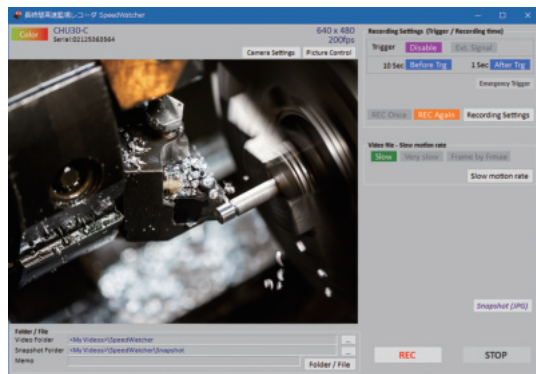 長時間高速監視レコーダ SpeedWatcher
Color
CHU30-C
Serial:02125363564
640 x 480
200fps
Camera Settings
Picture Control
Folder / File
Video Folder
<My Videos>\SpeedWatcher
...
Snapshot Folder
<My Videos>\SpeedWatcher\Snapshot
...
Memo
Folder / File
Recording Settings (Trigger / Recording time)
Trigger
Disable
Ext. Signal
10 Sec
Before Trg
1 Sec
After Trg
Emergency Trigger
REC Once
REC Again
Recording Settings
Video file - Slow motion rate
Slow
Very slow
Frame by Frmae
Slow motion rate
Snapshot (JPG)
REC
STOP